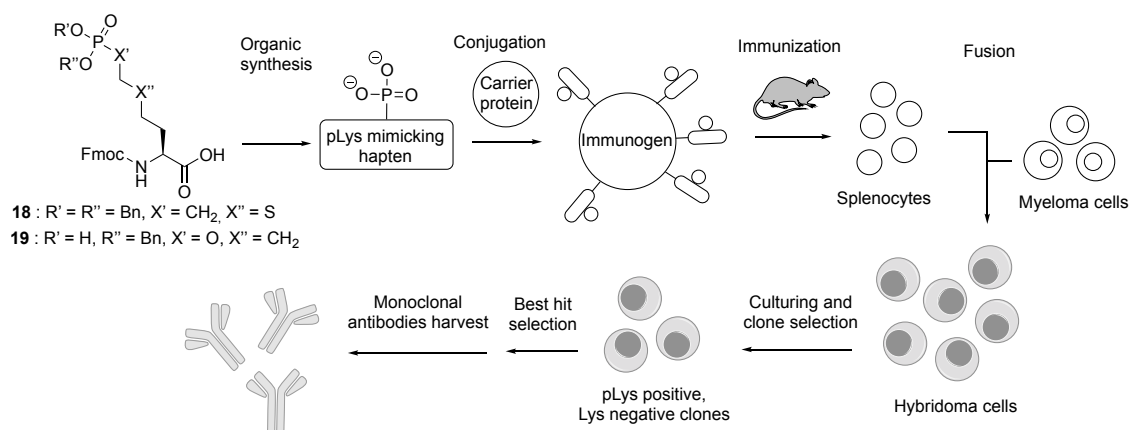 R'O
O
P
R''O
X'
X''
Fmoc
N
H
OH
O
18 : R' = R'' = Bn, X' = CH2, X'' = S
19 : R' = H, R'' = Bn, X' = O, X'' = CH2
Organic
synthesis
⊖
⊖
O
O-P=O
pLys mimicking
hapten
Conjugation
Carrier
protein
Immunogen
Immunization
Splenocytes
Fusion
Myeloma cells
Hybridoma cells
Culturing and
clone selection
pLys positive,
Lys negative clones
Best hit
selection
Monoclonal
antibodies harvest